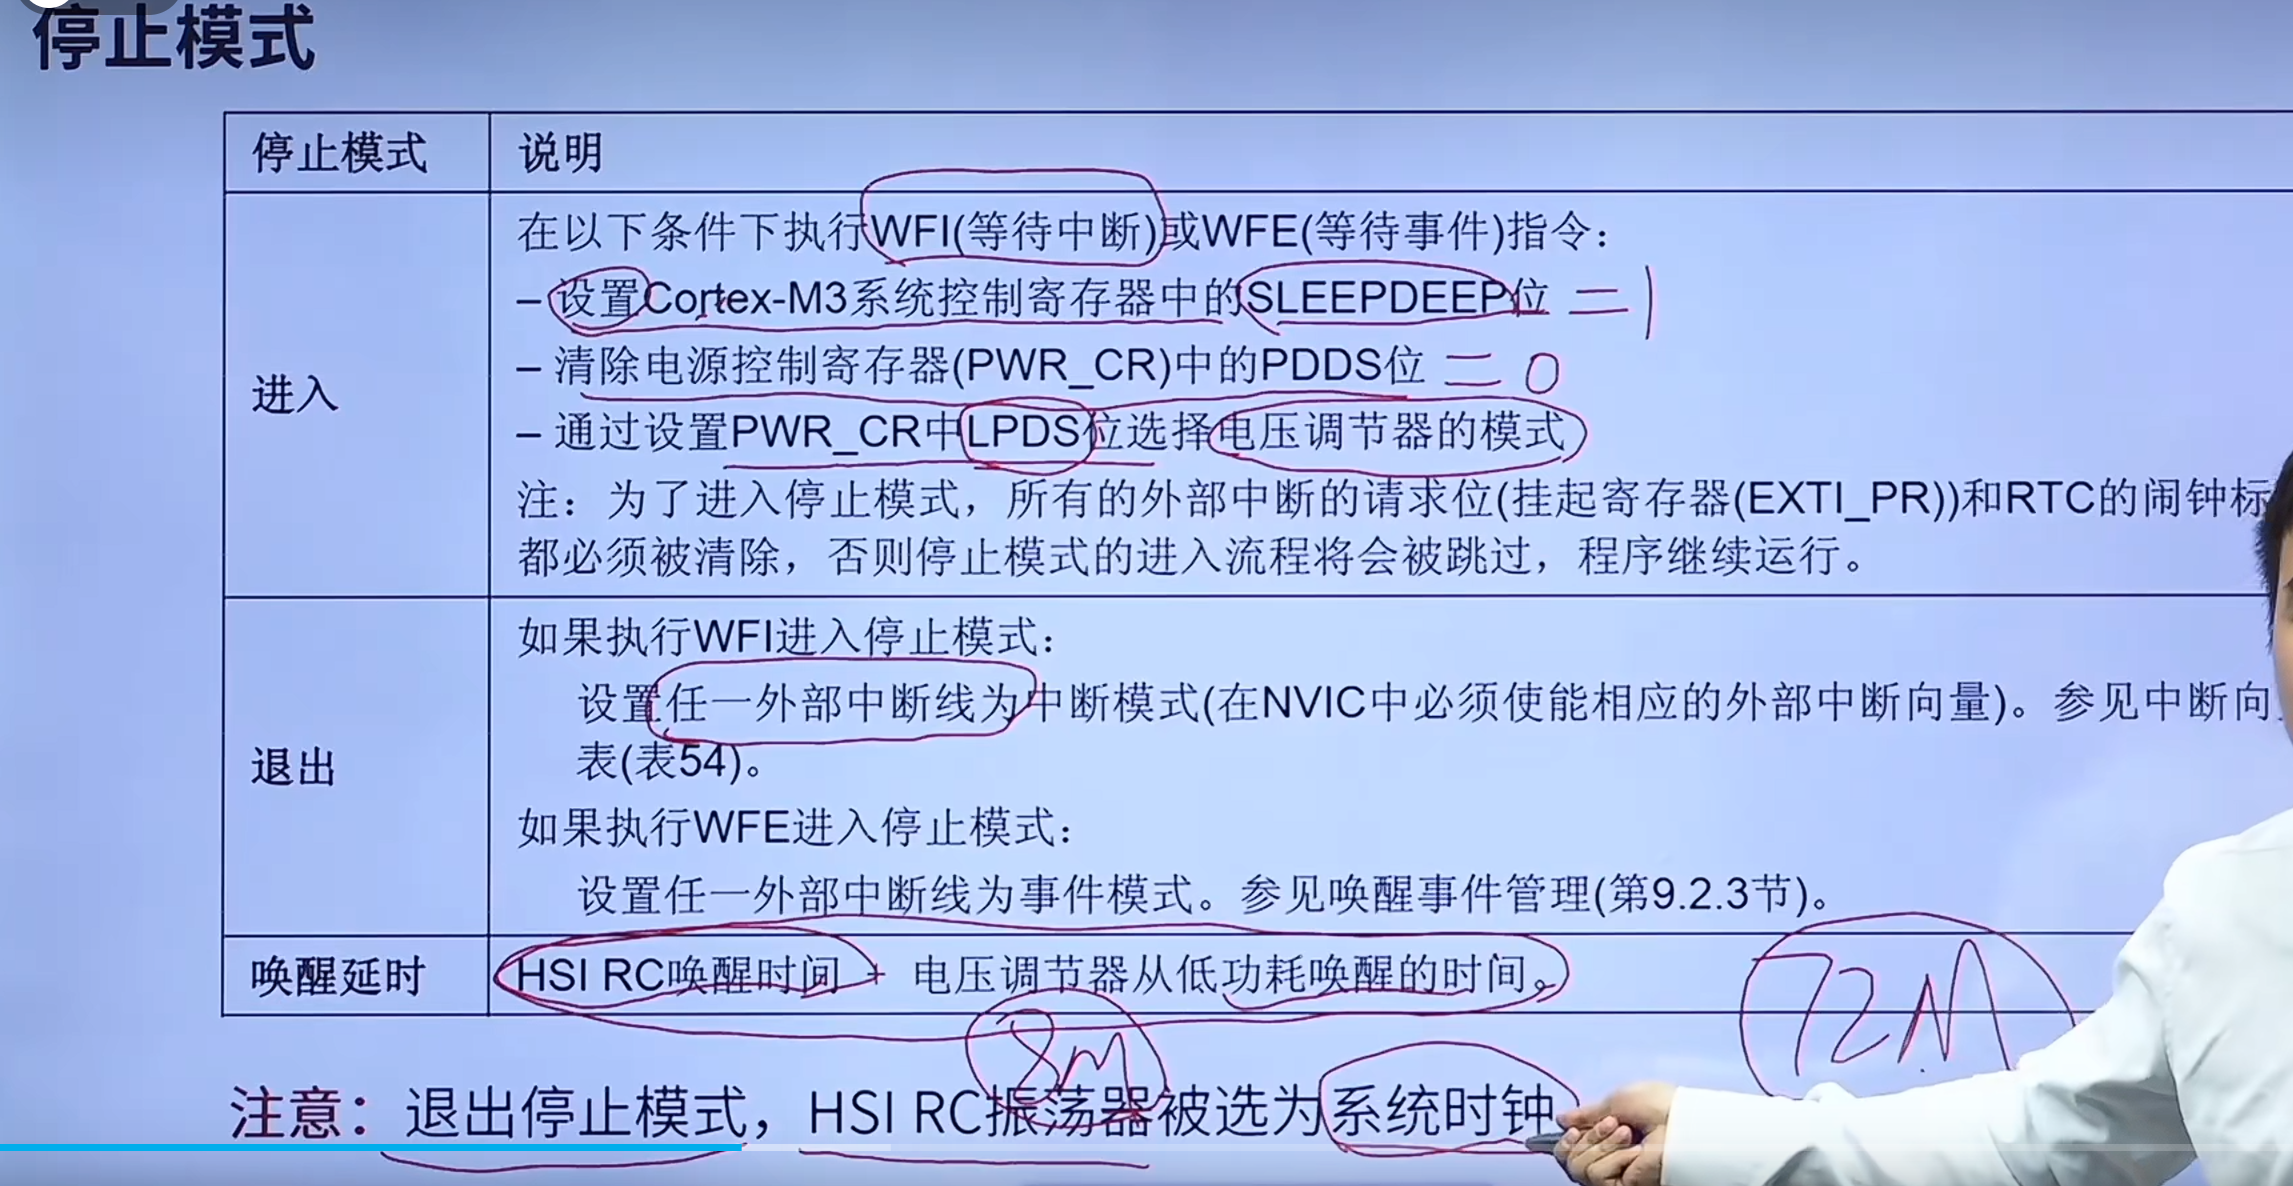 停止模式
停止模式
说明
进入
在以下条件下执行WFI(等待中断)或WFE(等待事件)指令：
– 设置Cortex-M3系统控制寄存器中的SLEEPDEEP位 =1
– 清除电源控制寄存器(PWR_CR)中的PDDS位 =0
– 通过设置PWR_CR中LPDS位选择电压调节器的模式
注：为了进入停止模式，所有的外部中断的请求位(挂起寄存器(EXTI_PR))和RTC的闹钟标
都必须被清除，否则停止模式的进入流程将会被跳过，程序继续运行。
退出
如果执行WFI进入停止模式：
设置任一外部中断线为中断模式(在NVIC中必须使能相应的外部中断向量)。参见中断向
表(表54)。
如果执行WFE进入停止模式：
设置任一外部中断线为事件模式。参见唤醒事件管理(第9.2.3节)。
唤醒延时
HSI RC唤醒时间 + 电压调节器从低功耗唤醒的时间。
72M
8M
注意：退出停止模式，HSI RC振荡器被选为系统时钟